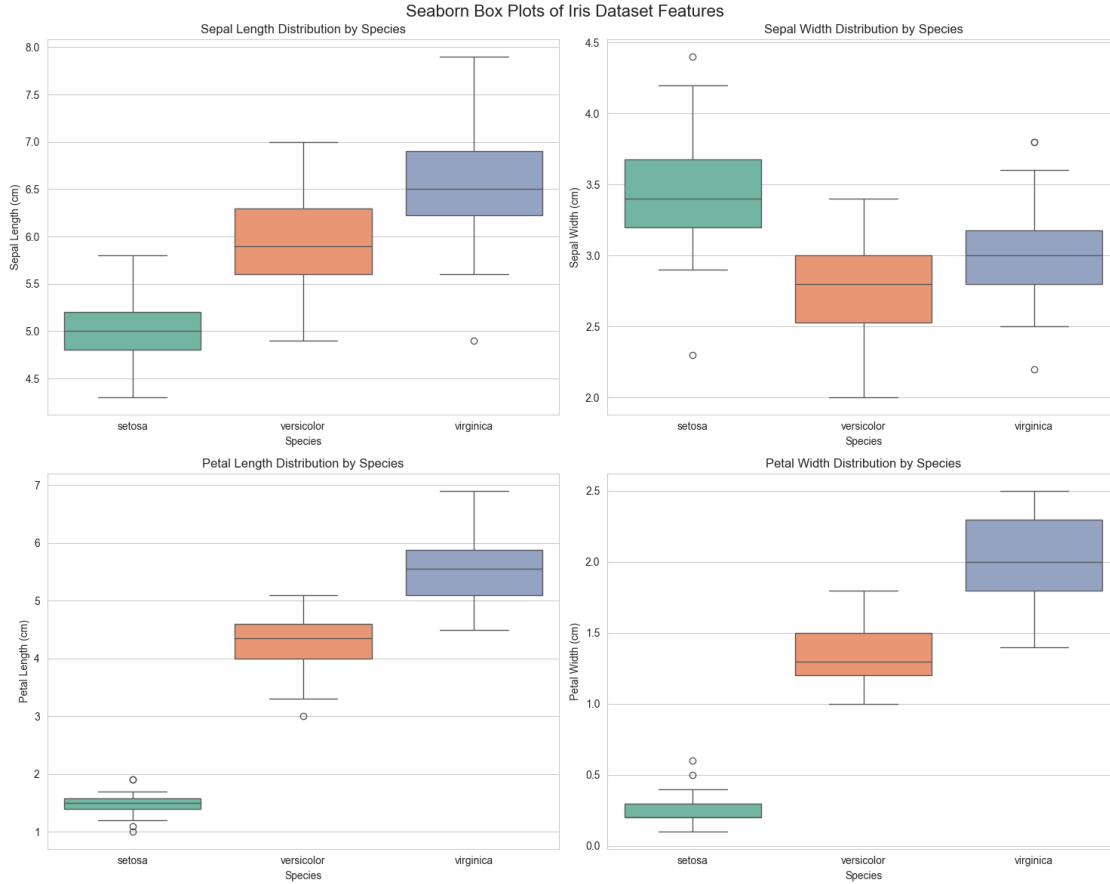 Seaborn Box Plots of Iris Dataset Features
Sepal Length Distribution by Species
8.0
7.5
7.0
6.5
6.0
5.5
5.0
4.5
Sepal Length (cm)
setosa versicolor virginica
Species
Sepal Width Distribution by Species
4.5
4.0
3.5
3.0
2.5
2.0
Sepal Width (cm)
setosa versicolor virginica
Species
Petal Length Distribution by Species
7
6
5
4
3
2
1
Petal Length (cm)
setosa versicolor virginica
Species
Petal Width Distribution by Species
2.5
2.0
1.5
1.0
0.5
0.0
Petal Width (cm)
setosa versicolor virginica
Species